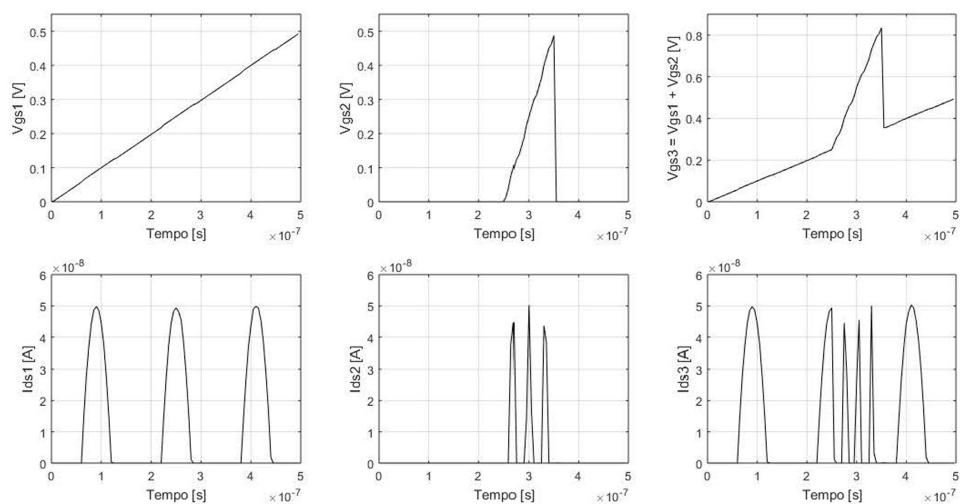 Vgs1 [V]
0.5
0.4
0.3
0.2
0.1
0
0 1 2 3 4 5
Tempo [s]
×10⁻⁷
Vgs2 [V]
0.5
0.4
0.3
0.2
0.1
0
0 1 2 3 4 5
Tempo [s]
×10⁻⁷
Vgs3 = Vgs1 + Vgs2 [V]
0.8
0.6
0.4
0.2
0
0 1 2 3 4 5
Tempo [s]
×10⁻⁷
×10⁻⁸
Ids1 [A]
6
5
4
3
2
1
0
0 1 2 3 4 5
Tempo [s]
×10⁻⁷
×10⁻⁸
Ids2 [A]
6
5
4
3
2
1
0
0 1 2 3 4 5
Tempo [s]
×10⁻⁷
×10⁻⁸
Ids3 [A]
6
5
4
3
2
1
0
0 1 2 3 4 5
Tempo [s]
×10⁻⁷